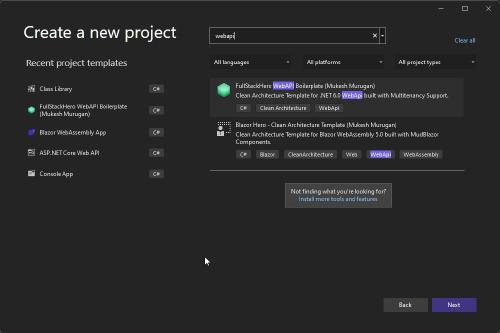 Create a new project
Recent project templates
Class Library
C#
FullStackHero WebAPI Boilerplate
(Mukesh Murugan)
C#
Blazor WebAssembly App
C#
ASP.NET Core Web API
C#
Console App
C#
webapi
Clear all
All languages
All platforms
All project types
FullStackHero WebAPI Boilerplate (Mukesh Murugan)
Clean Architecture Template for .NET 6.0 WebApi built with Multitenancy Support.
C# Clean Architecture WebApi
Blazor Hero - Clean Architecture Template (Mukesh Murugan)
Clean Architecture Template for Blazor WebAssembly 5.0 built with MudBlazor
Components.
C# Blazor CleanArchitecture Web WebApi WebAssembly
Not finding what you're looking for?
Install more tools and features
Back
Next